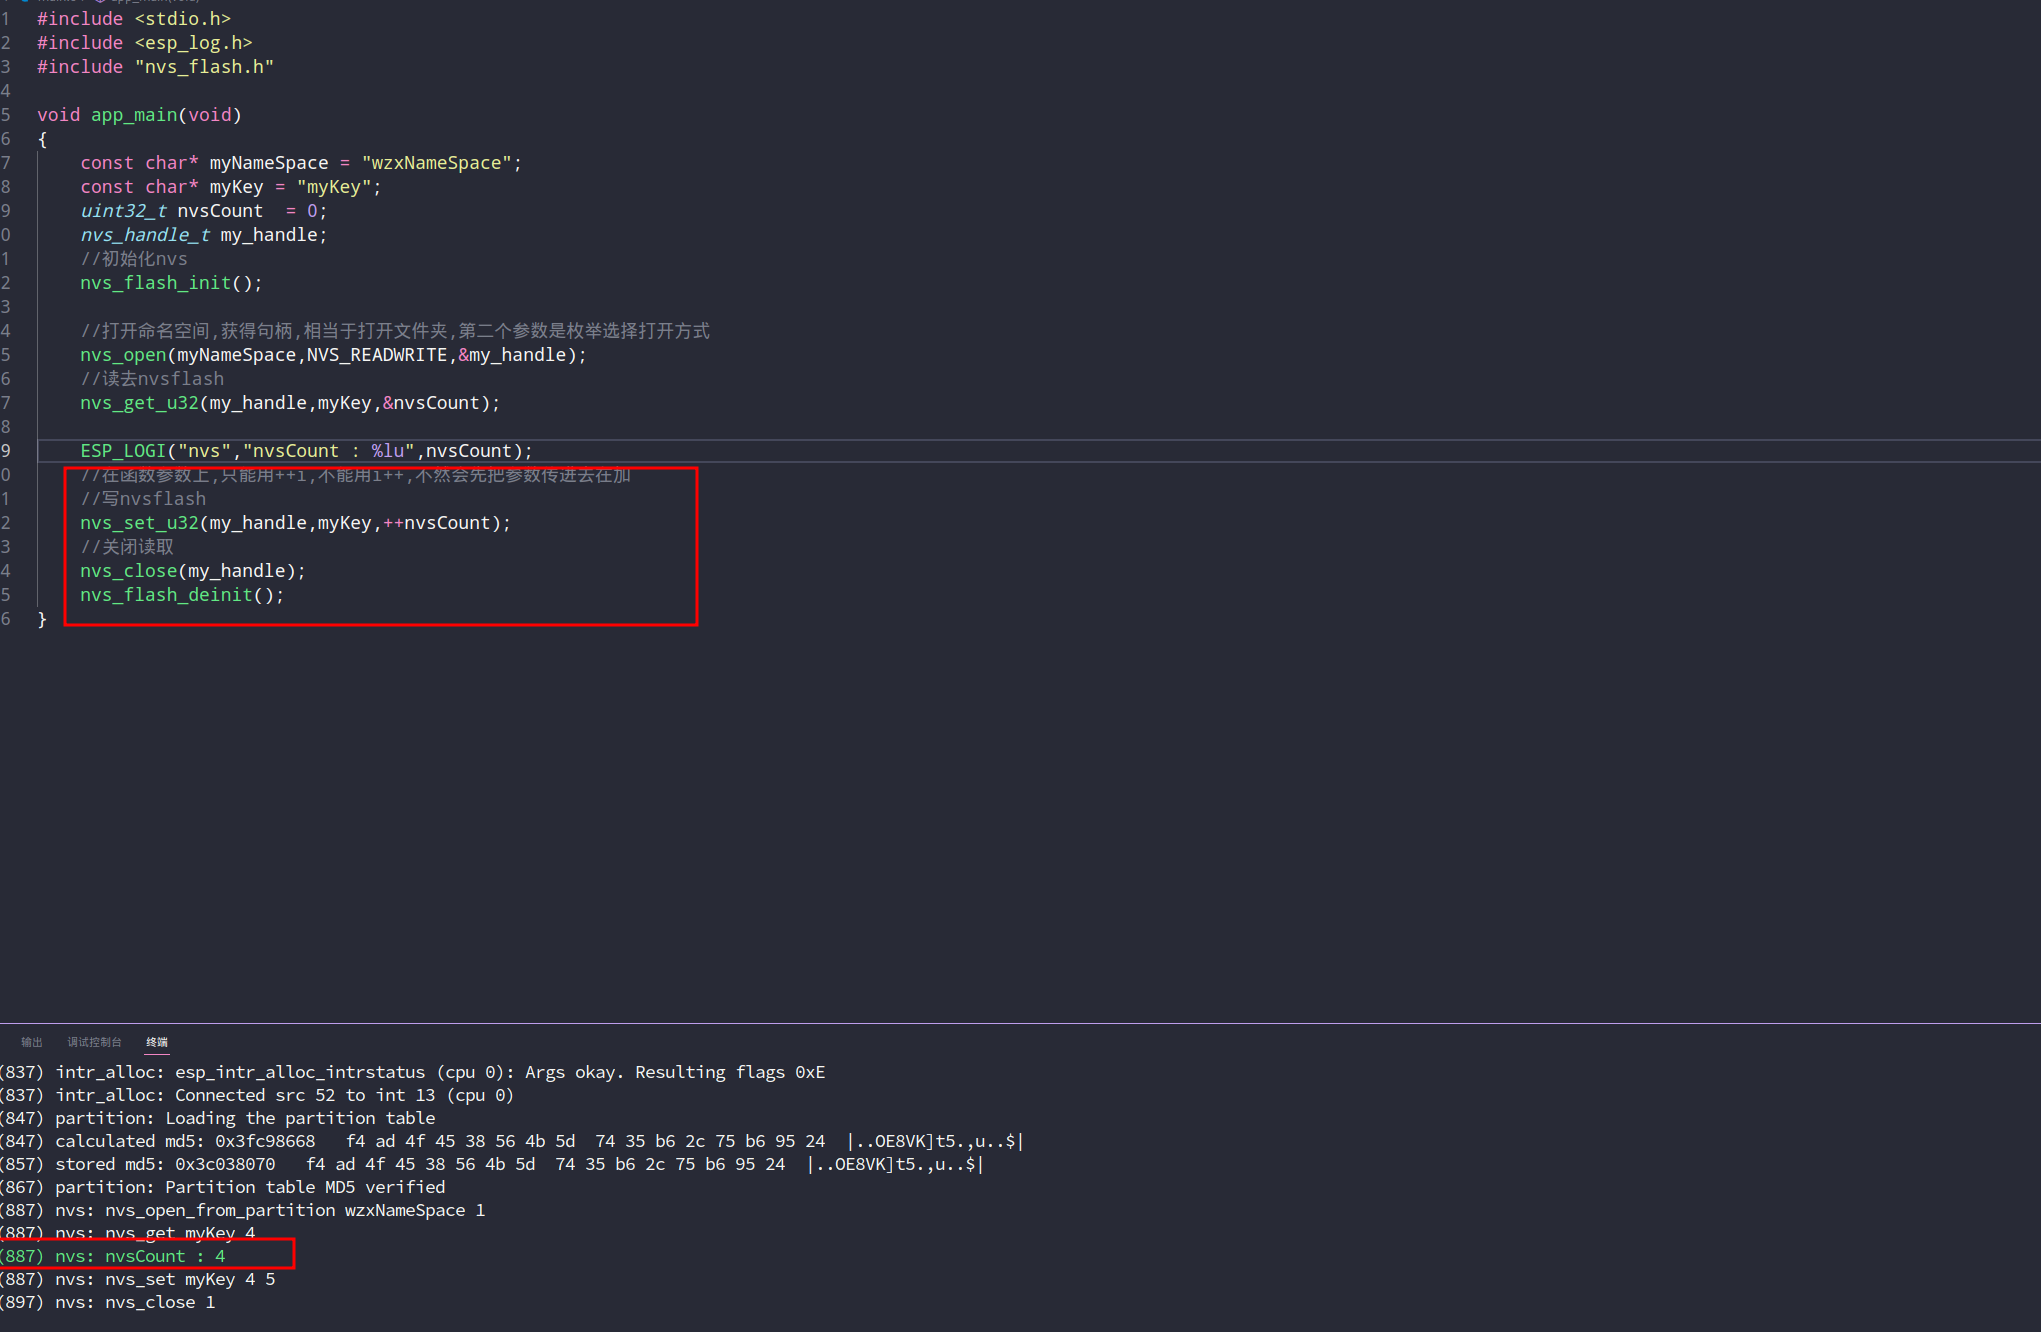 1 #include <stdio.h>
2 #include <esp_log.h>
3 #include "nvs_flash.h"
4
5 void app_main(void)
6 {
7 const char* myNameSpace = "wzxNameSpace";
8 const char* myKey = "myKey";
9 uint32_t nvsCount  = 0;
0 nvs_handle_t my_handle;
1 //初始化nvs
2 nvs_flash_init();
3
4 //打开命名空间,获得句柄,相当于打开文件夹,第二个参数是枚举选择打开方式
5 nvs_open(myNameSpace,NVS_READWRITE,&my_handle);
6 //读去nvsflash
7 nvs_get_u32(my_handle,myKey,&nvsCount);
8
9 ESP_LOGI("nvs","nvsCount : %lu",nvsCount);
0 //在函数参数上,只能用++i,不能用i++,不然会先把参数传进去在加
1 //写nvsflash
2 nvs_set_u32(my_handle,myKey,++nvsCount);
3 //关闭读取
4 nvs_close(my_handle);
5 nvs_flash_deinit();
6 }
输出 调试控制台 终端
(837) intr_alloc: esp_intr_alloc_intrstatus (cpu 0): Args okay. Resulting flags 0xE
(837) intr_alloc: Connected src 52 to int 13 (cpu 0)
(847) partition: Loading the partition table
(847) calculated md5: 0x3fc98668   f4 ad 4f 45 38 56 4b 5d  74 35 b6 2c 75 b6 95 24  |..OE8VK]t5.,u..$|
(857) stored md5: 0x3c038070   f4 ad 4f 45 38 56 4b 5d  74 35 b6 2c 75 b6 95 24  |..OE8VK]t5.,u..$|
(867) partition: Partition table MD5 verified
(887) nvs: nvs_open_from_partition wzxNameSpace 1
(887) nvs: nvs_get myKey 4
(887) nvs: nvsCount : 4
(887) nvs: nvs_set myKey 4 5
(897) nvs: nvs_close 1